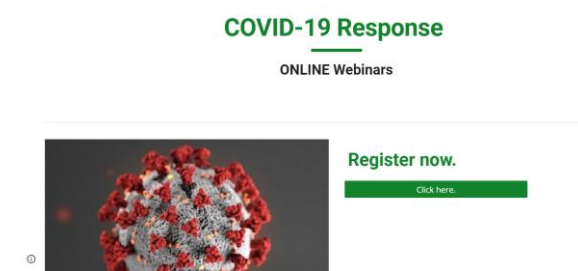 COVID-19 Response
ONLINE Webinars
Register now.
Click here.